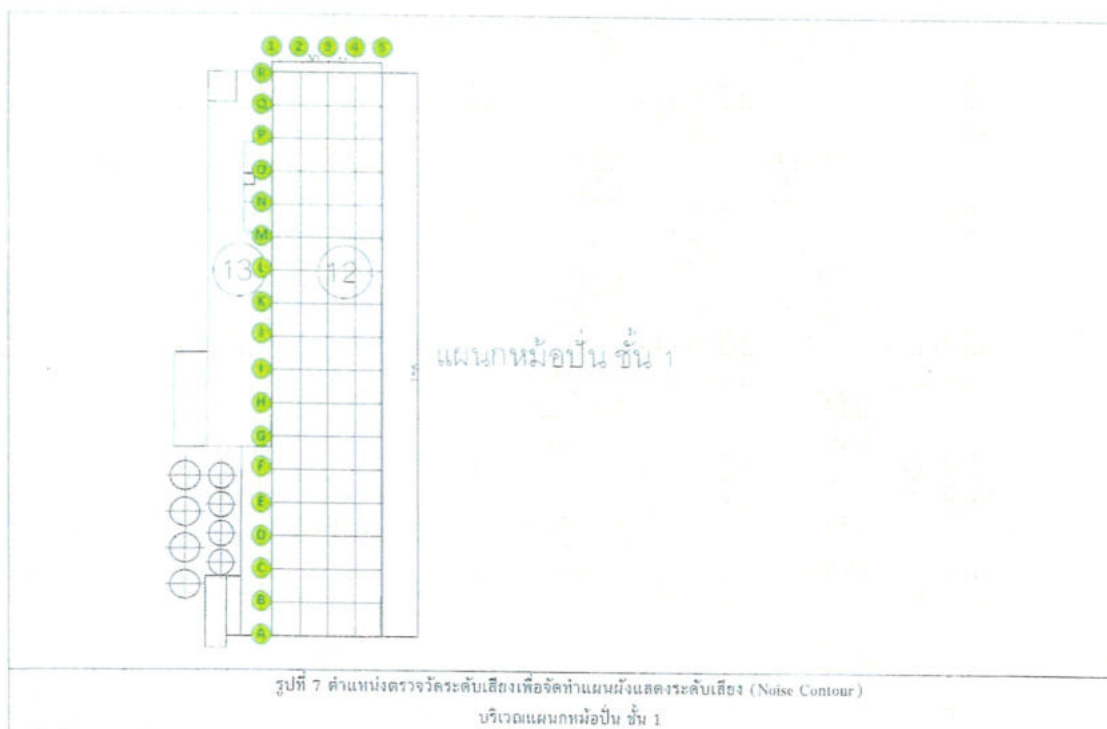 1 2 3 4 5
R
Q
P
O
N
M
13 L 12
K
J
แผนกหม้อปั่น ชั้น 1
I
H
G
F
E
D
C
B
A
รูปที่ 7 ตำแหน่งตรวจวัดระดับเสียงเพื่อจัดทำแผนผังแสดงระดับเสียง (Noise Contour)
บริเวณแผนกหม้อปั่น ชั้น 1